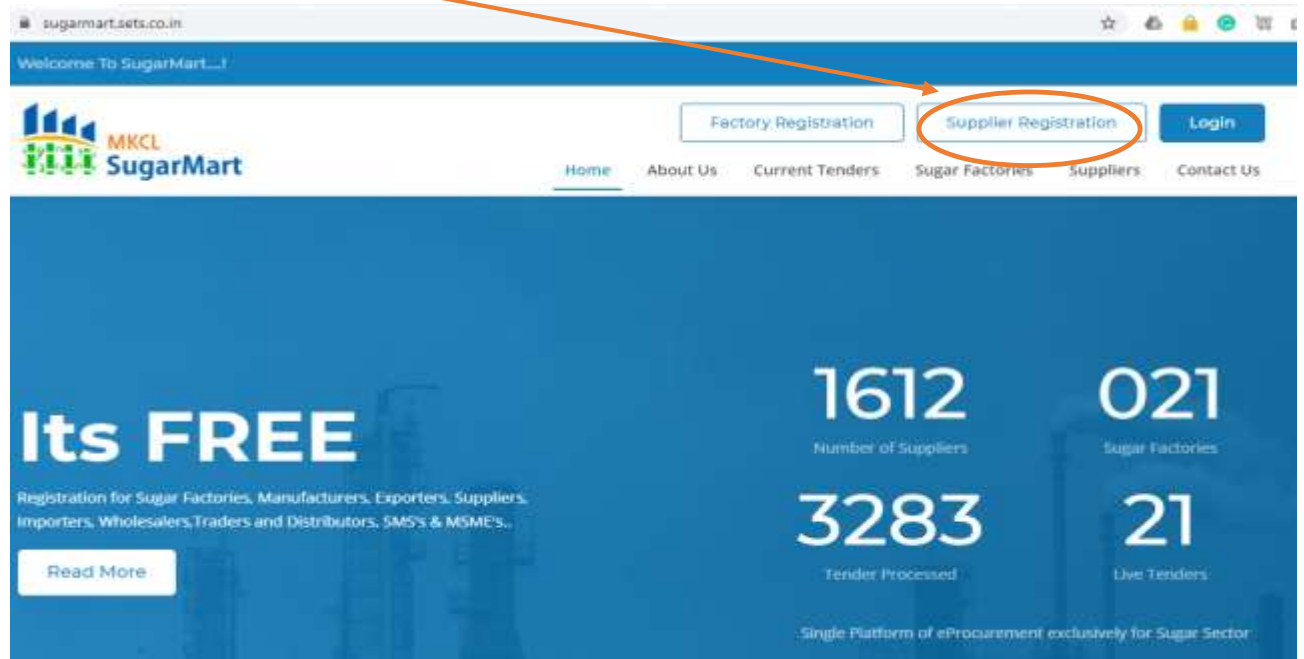 sugarmart.sets.co.in
Welcome To SugarMart....!
Factory Registration
Supplier Registration
Login
MKCL
SugarMart
Home
About Us
Current Tenders
Sugar Factories
Suppliers
Contact Us
Its FREE
Registration for Sugar Factories, Manufacturers, Exporters, Suppliers,
Importers, Wholesalers,Traders and Distributors, SMS's & MSME's..
Read More
1612
Number of Suppliers
021
Sugar Factories
3283
Tender Processed
21
Live Tenders
Single Platform of eProcurement exclusively for Sugar Sector